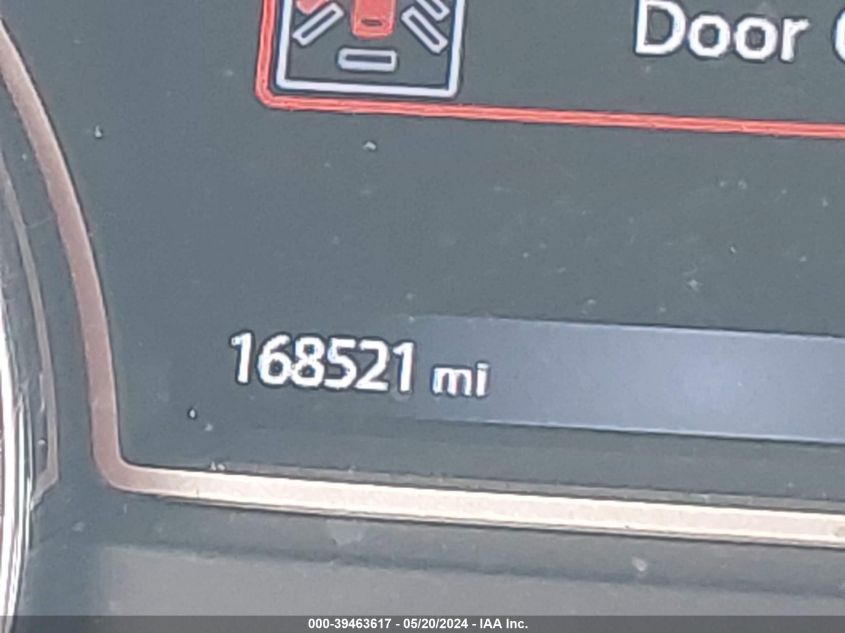 Door
168521 mi
000-39463617 - 05/20/2024 - IAA Inc.